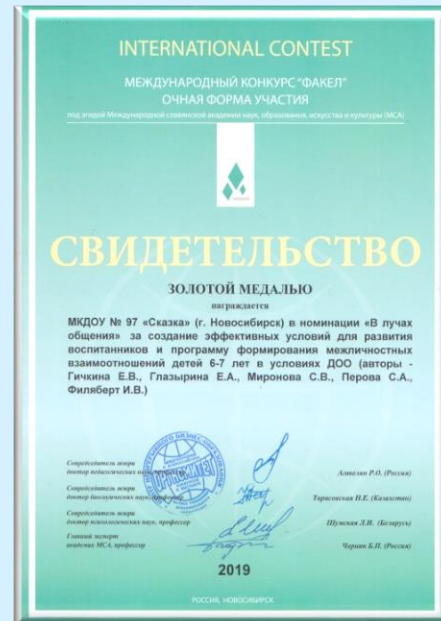 INTERNATIONAL CONTEST
МЕЖДУНАРОДНЫЙ КОНКУРС "ФАКЕЛ"
ОЧНАЯ ФОРМА УЧАСТИЯ
под эгидой Международной славянской академии наук, образования, искусства и культуры (МСА)
СВИДЕТЕЛЬСТВО
ЗОЛОТОЙ МЕДАЛЬЮ
награждается
МКДОУ № 97 «Сказка» (г. Новосибирск) в номинации «В лучах
общения» за создание эффективных условий для развития
воспитанников и программу формирования межличностных
взаимоотношений детей 6-7 лет в условиях ДОО (авторы -
Гичкина Е.В., Глазырина Е.А., Миронова С.В., Перова С.А.,
Филяберт И.В.)
Сопредседатель жюри
доктор педагогических наук, профессор
Сопредседатель жюри
доктор биологических наук, профессор
Тарасовская Н.Е. (Казахстан)
Сопредседатель жюри
доктор психологических наук, профессор
Шумская Л.И. (Беларусь)
Главный эксперт
академик МСА, профессор
Черник Б.П. (Россия)
2019
РОССИЯ, НОВОСИБИРСК